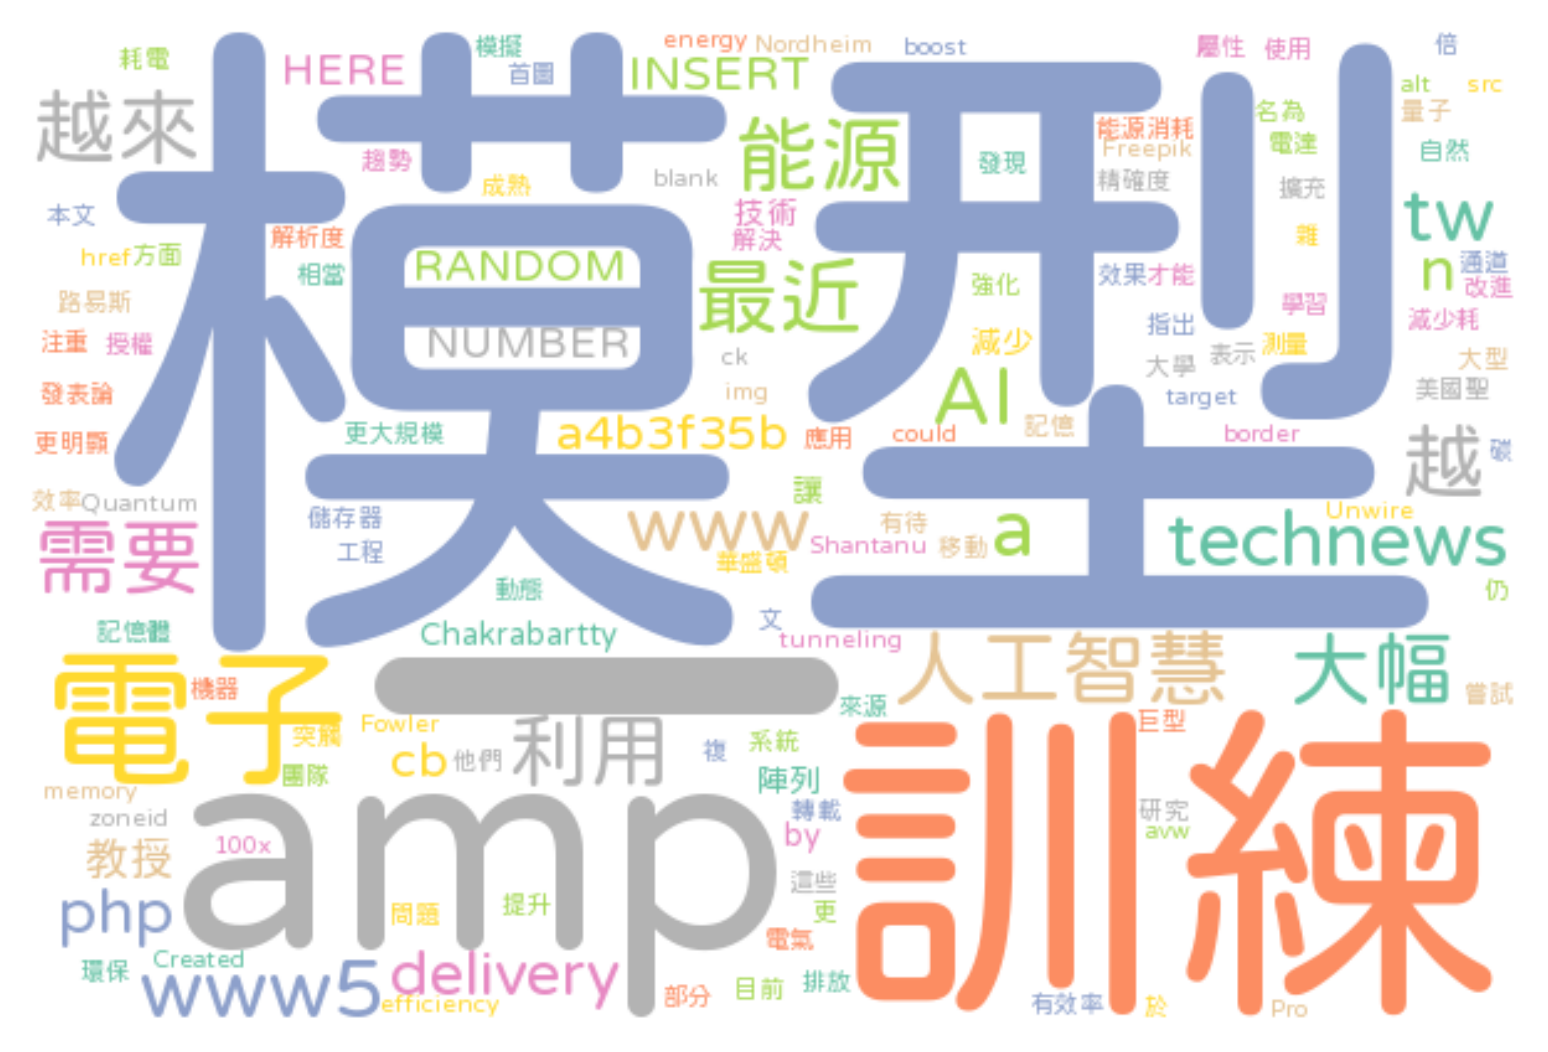 耗電
HERE
模擬
首圖
energy
Nordheim
boost
INSERT
屬性
使用
倍
alt
src
越來
模型
趨勢
成熟
blank
能源
發現
能源消耗
Freepik
精確度
名為
電達
擴充
量子
自然
本文
href
方面
解析度
相當
RANDOM
技術
解決
最近
強化
效果
才能
雜
tw
n
通道
改進
路易斯
注重
授權
NUMBER
ck
img
減少
AI
指出
大學
表示
測量
學習
減少耗
大型
美國聖
發表論
更明顯
更大規模
a4b3f35b
應用
could
記憶
target
border
越
碳
效率
Quantum
需要
儲存器
工程
讓
www
華盛頓
Shantanu
有待
移動
a
Unwire
technews
仍
記憶體
動態
Chakrabartty
文
tunneling
人工智慧
大幅
嘗試
電子
機器
突觸
團隊
一
Fowler
cb
他們
利用
複
系統
來源
陣列
轉載
by
巨型
訓練
研究
avw
memory
zoneid
教授
100x
amp
php
問題
提升
這些
更
電氣
環保
Created
www5
delivery
efficiency
部分
目前
排放
有效率
於
Pro